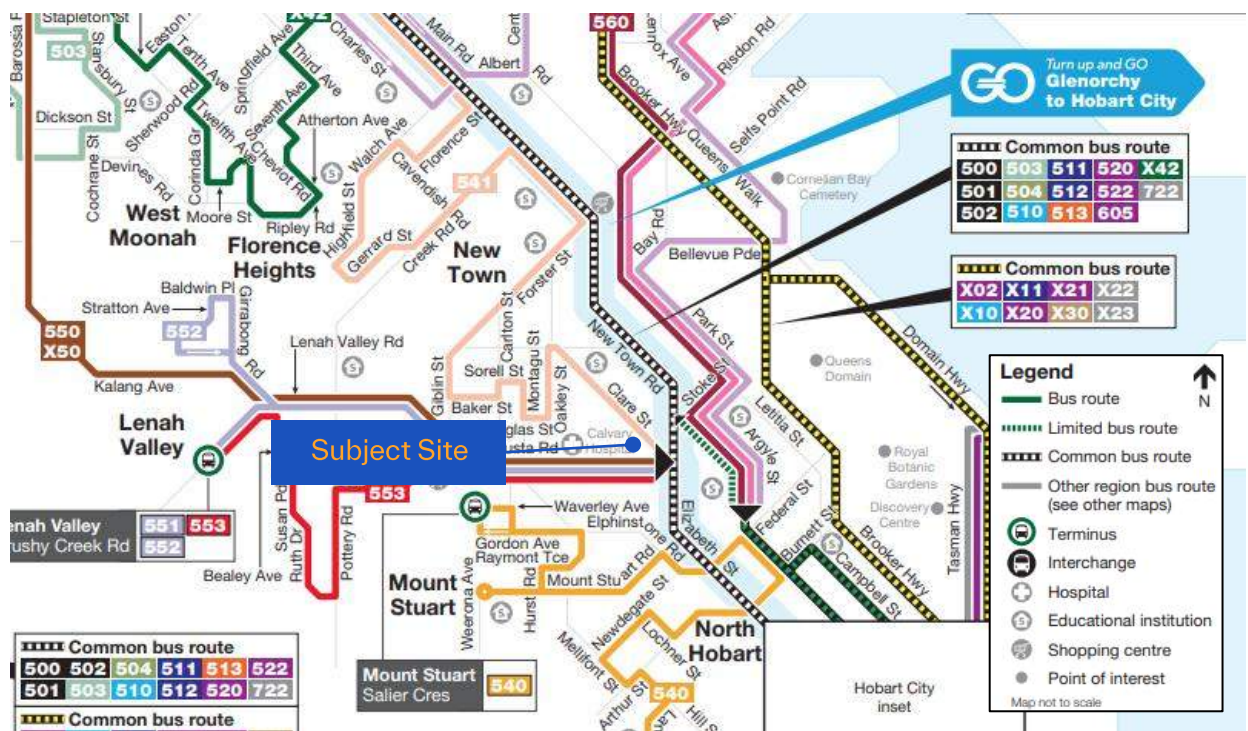 Stapleton St
Easton Ave
Barossa Rd
503
Stansbury St
Tenth Ave
Springfield Ave
Third Ave
Sherwood Rd
Twelfth Ave
Seventh Ave
Dickson St
Cochrane St
Devines Rd
Corinda Gr
S Cheviot Rd
Atherton Ave
West
Moonah
Moore St
Ripley Rd
Florence
Heights
Charles St
Main Rd
Albert Rd
Walch Ave
Cavendish
Florence St
541
Highfield St
Gerrard St
Creek Rd
New
Town
Forster St
560
Lennox Ave
Risdon Rd
Brooker Hwy
Queens Walk
Selfs Point Rd
Cornelian Bay
Cemetery
Bay Rd
Bellevue Pde
Turn up and GO
GO
Glenorchy
to Hobart City
Common bus route
500 503 511 520 X42
501 504 512 522 722
502 510 513 605
Common bus route
X02 X11 X21 X22
X10 X20 X30 X23
Baldwin Pl
Stratton Ave
552
Girrabong Rd
550
X50
Lenah Valley Rd
Kalang Ave
Lenah
Valley
Giblin St
Sorell St
Carlton St
Montagu St
Oakley St
Baker St
Clare St
New Town Rd
Park St
Stoke St
Argyle St
Letitia St
Queens
Domain
Domain Hwy
Subject Site
glas St
usta Rd
Calvary
Hospital
553
Lenah Valley
Brushy Creek Rd
551 553
552
Bealey Ave
Susan Pde
Ruth Dr
Pottery Rd
Waverley Ave
Elphinstone Rd
Gordon Ave
Raymont Tce
Mount
Stuart
Weerona Ave
Hurst Rd
Mount Stuart Rd
Elizabeth St
Federal St
Burnett St
Campbell St
Brooker Hwy
Royal
Botanic
Gardens
Discovery
Centre
Tasman Hwy
Newdegate St
Lochner St
Mellifont St
Arthur St
540
Hill St
North
Hobart
Mount Stuart
Salier Cres
540
Common bus route
500 502 504 511 513 522
501 503 510 512 520 722
Common bus route
Hobart City
inset
Legend
N
Bus route
Limited bus route
Common bus route
Other region bus route
(see other maps)
Terminus
Interchange
Hospital
Educational institution
Shopping centre
Point of interest
Map not to scale